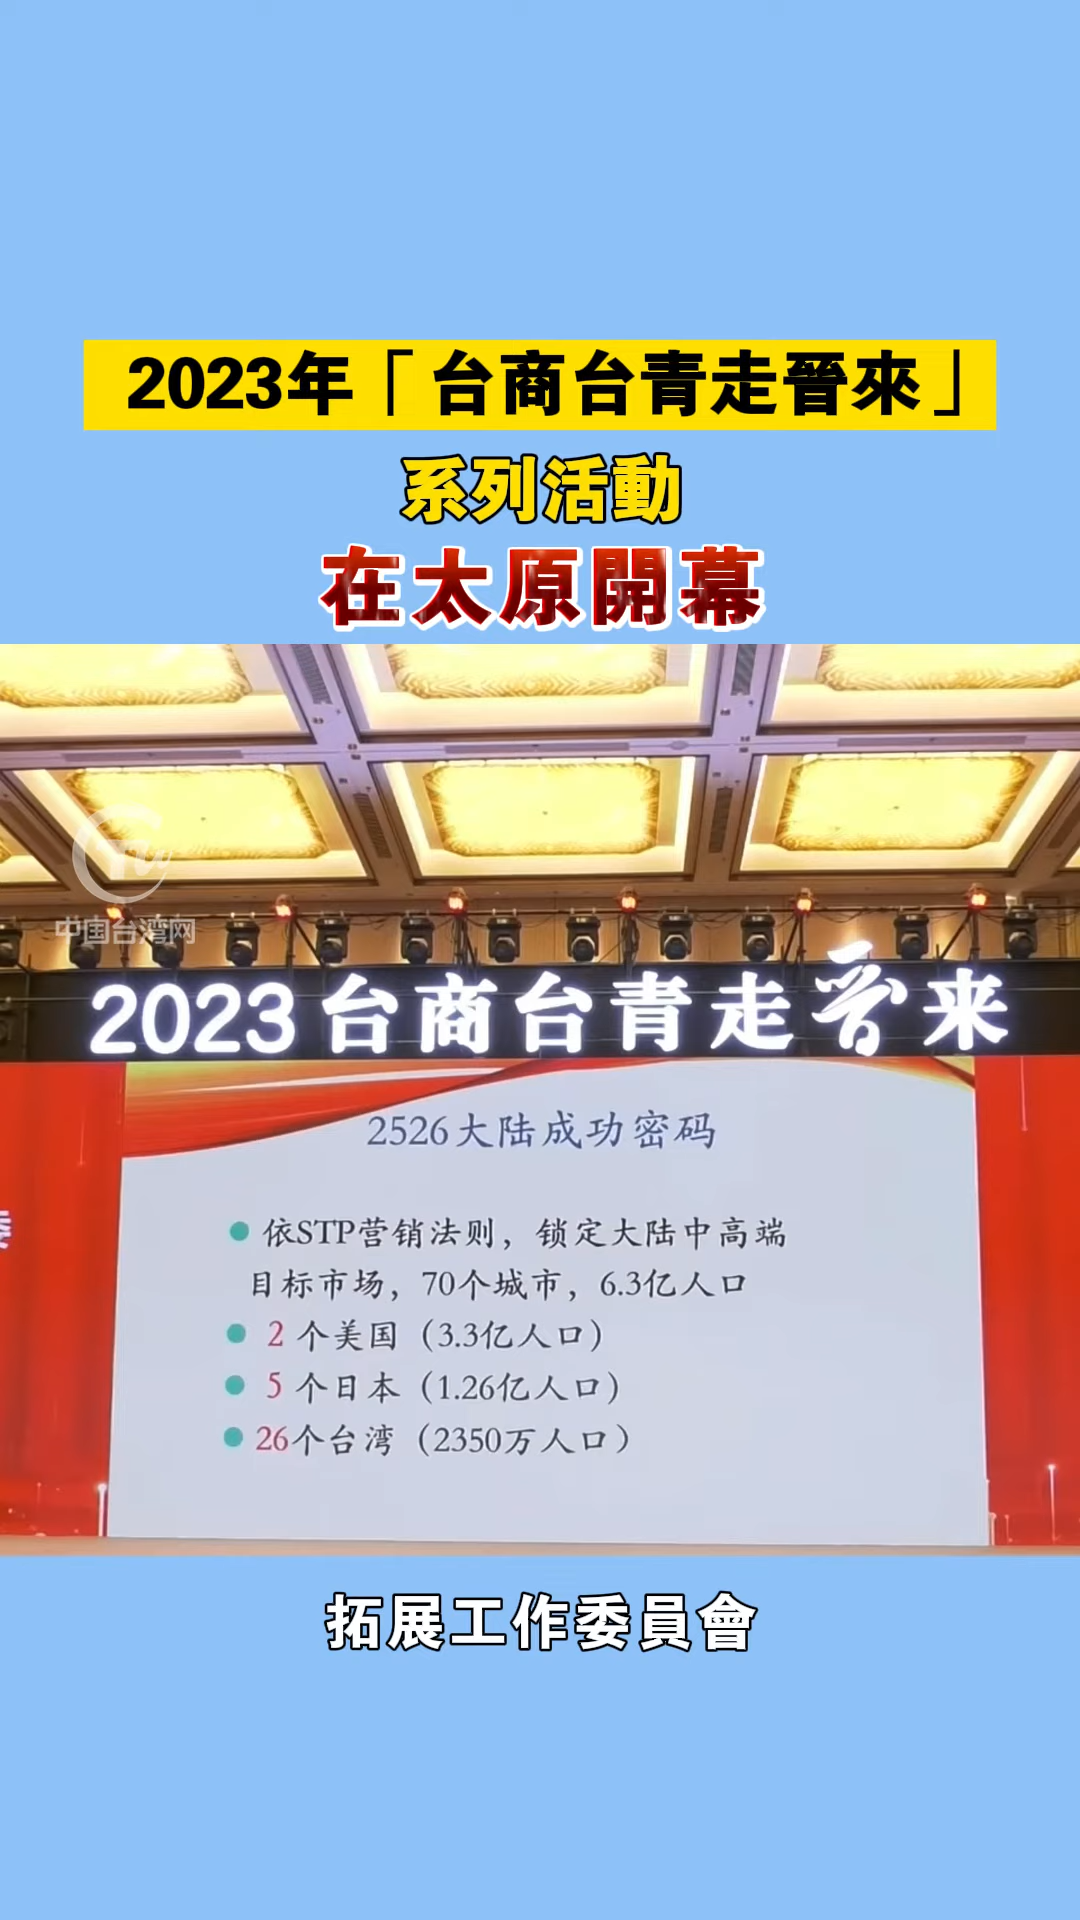 2023年「台商台青走晉來」
系列活動
在太原開幕
中国台湾网
2023台商台青走晋来
2526大陆成功密码
依STP营销法则，锁定大陆中高端
目标市场，70个城市，6.3亿人口
2个美国（3.3亿人口）
5个日本（1.26亿人口）
26个台湾（2350万人口）
拓展工作委員會